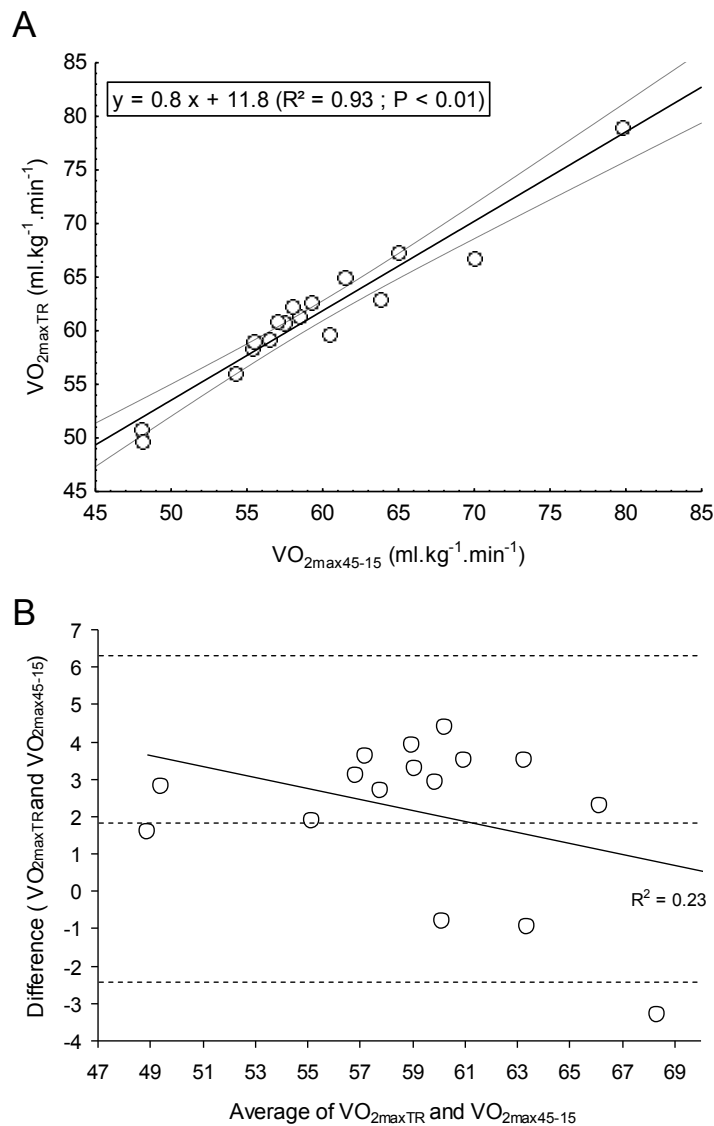 A
y = 0.8 x + 11.8 (R² = 0.93 ; P < 0.01)
VO2maxTR (ml.kg-1.min-1)
85
80
75
70
65
60
55
50
45
45 50 55 60 65 70 75 80 85
VO2max45-15 (ml.kg-1.min-1)
B
Difference ( VO2maxTR and VO2max45-15)
7
6
5
4
3
2
1
0
-1
-2
-3
-4
R2 = 0.23
47 49 51 53 55 57 59 61 63 65 67 69
Average of VO2maxTR and VO2max45-15